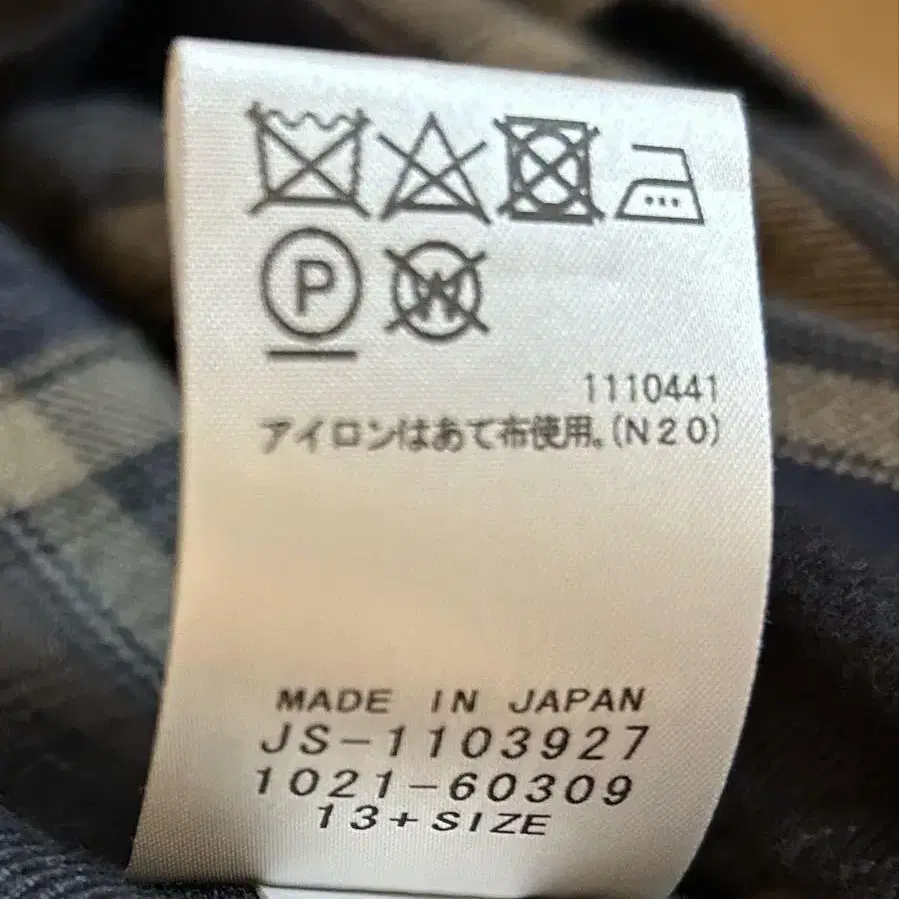 P W
1110441
アイロンはあて布使用。(N20)
MADE IN JAPAN
JS-1103927
1021-60309
13+SIZE